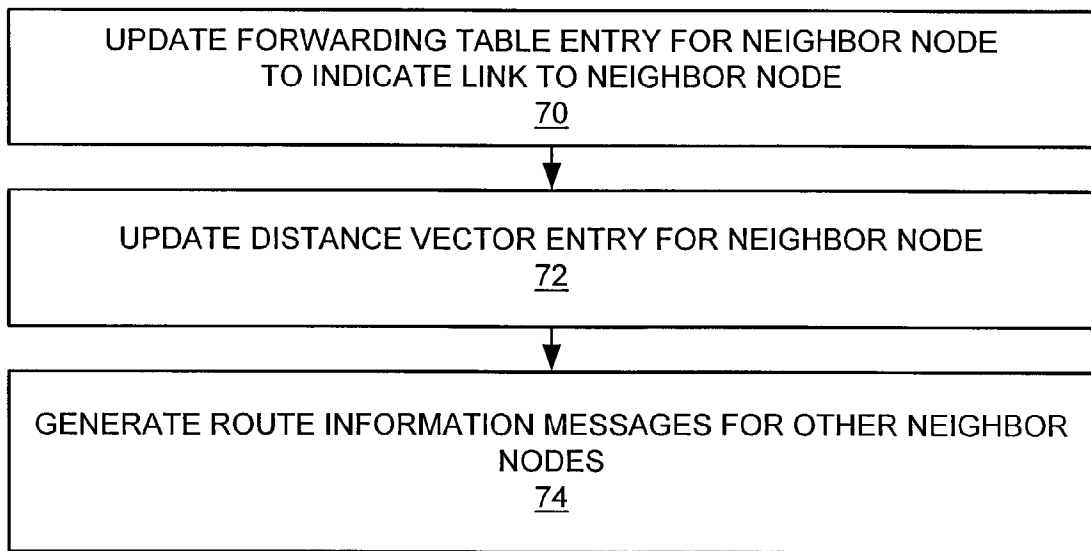 UPDATE FORWARDING TABLE ENTRY FOR NEIGHBOR NODE
TO INDICATE LINK TO NEIGHBOR NODE
70
UPDATE DISTANCE VECTOR ENTRY FOR NEIGHBOR NODE
72
GENERATE ROUTE INFORMATION MESSAGES FOR OTHER NEIGHBOR
NODES
74